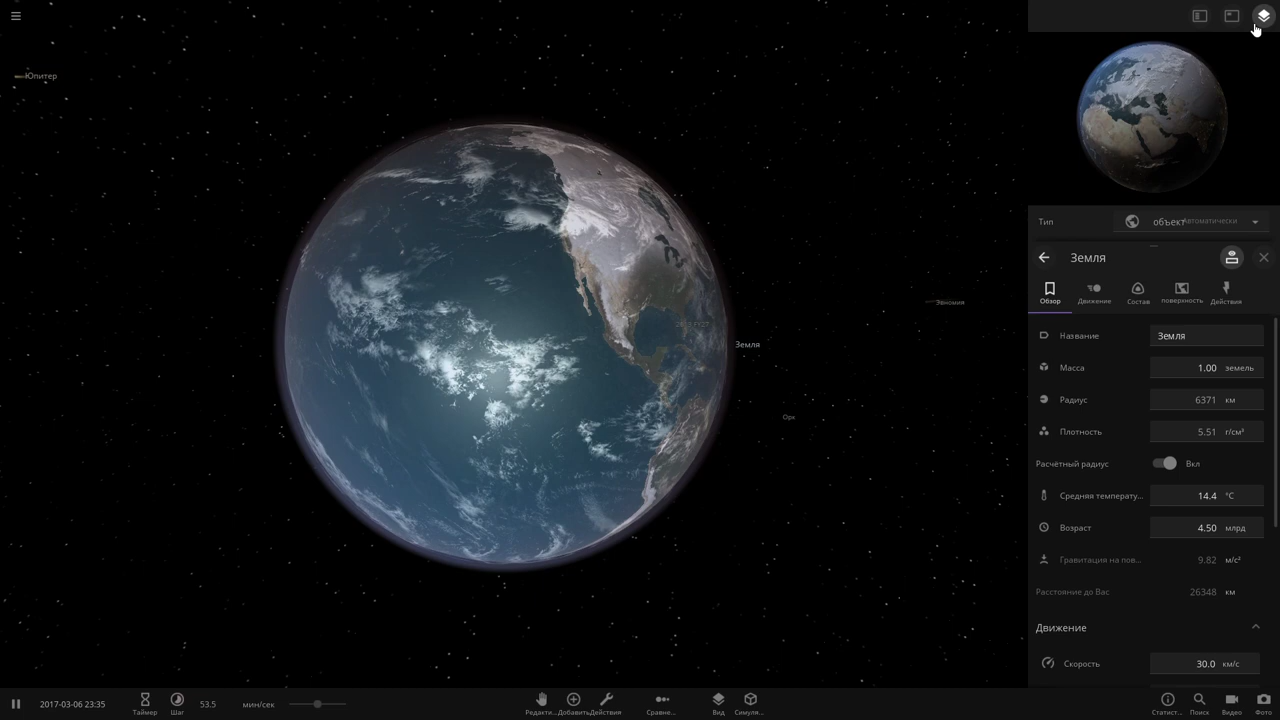 Юпитер
Земля
Эвномия
Орк
Тип
объект
Автоматически
Земля
Обзор
Движение
Состав
поверхность
Действия
Название
Земля
Масса
1.00 земель
Радиус
6371 км
Плотность
5.51 г/см³
Расчётный радиус
Вкл
Средняя температу...
14.4 °C
Возраст
4.50 млрд
Гравитация на пов...
9.82 м/с²
Расстояние до Вас
26348 км
Движение
Скорость
30.0 км/с
2017-03-06 23:35
Таймер
Шаг
53.5
мин/сек
Редакти...
Добавить
Действия
Сравне...
Вид
Симуля...
Статист...
Поиск
Видео
Фото